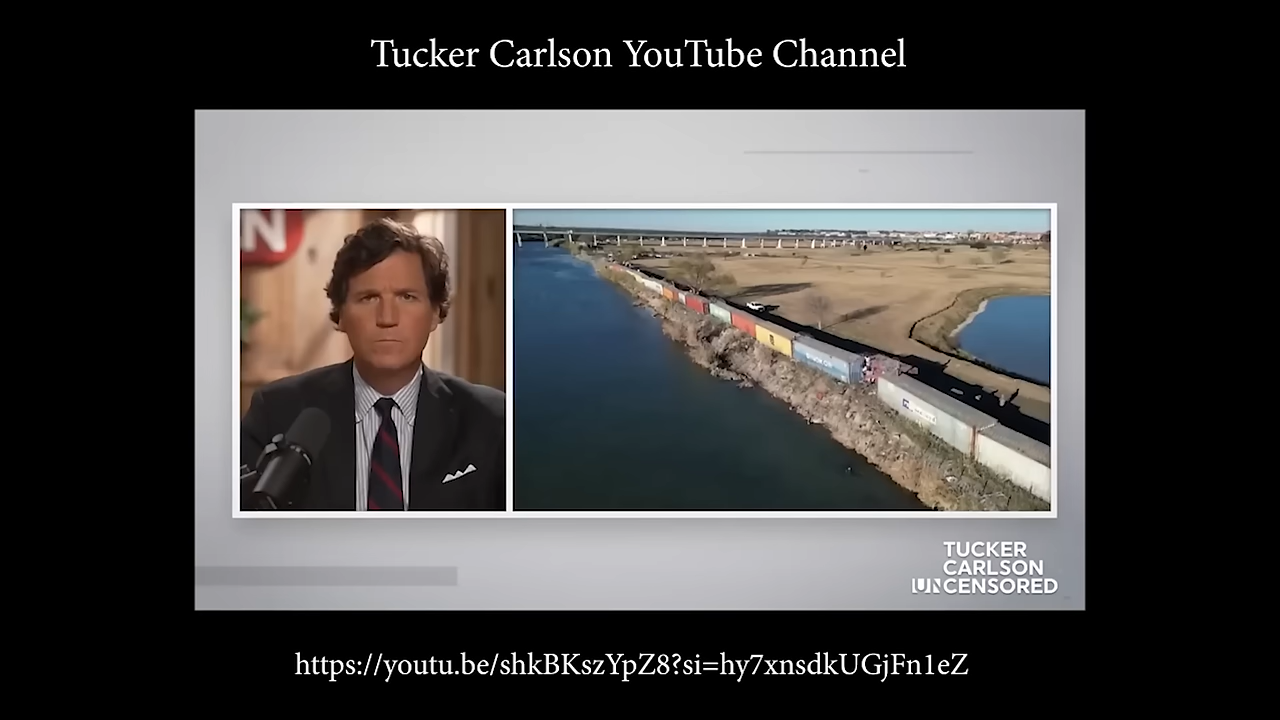 Tucker Carlson YouTube Channel
N
TUCKER
CARLSON
UNCENSORED
https://youtu.be/shkBKszYpZ8?si=hy7xnsdkUGjFn1eZ